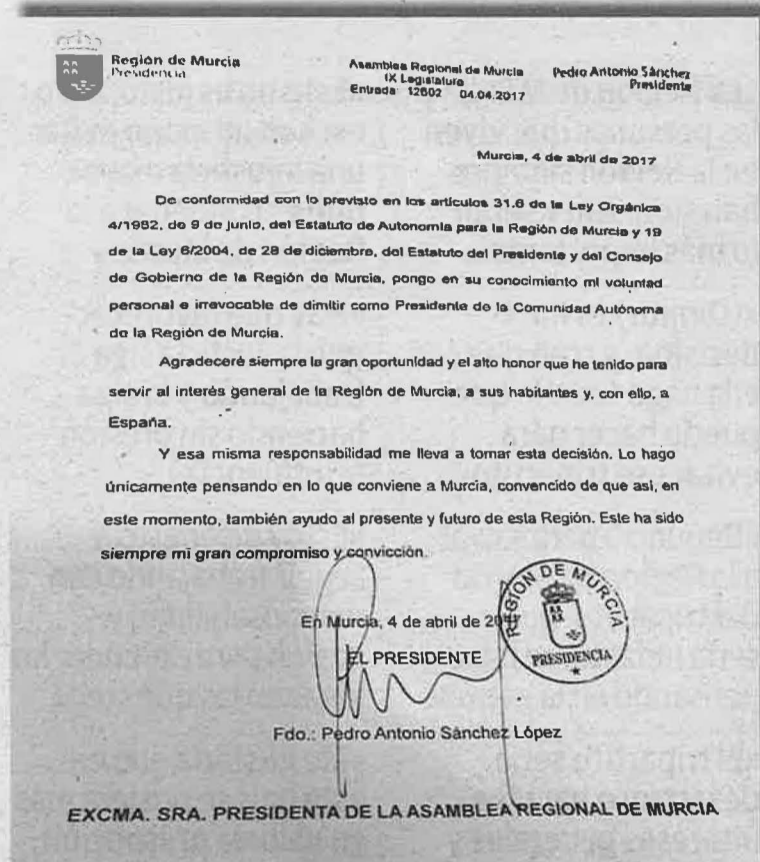 Región de Murcia
Presidencia
Asamblea Regional de Murcia
IX Legislatura
Entrada 12602 04.04.2017
Pedro Antonio Sánchez
Presidente
Murcia, 4 de abril de 2017
De conformidad con lo previsto en los artículos 31.6 de la Ley Orgánica
4/1982, de 9 de junio, del Estatuto de Autonomía para la Región de Murcia y 19
de la Ley 6/2004, de 28 de diciembre, del Estatuto del Presidente y del Consejo
de Gobierno de la Región de Murcia, pongo en su conocimiento mi voluntad
personal e irrevocable de dimitir como Presidente de la Comunidad Autónoma
de la Región de Murcia.
Agradeceré siempre la gran oportunidad y el alto honor que he tenido para
servir al interés general de la Región de Murcia, a sus habitantes y, con ello, a
España.
Y esa misma responsabilidad me lleva a tomar esta decisión. Lo hago
únicamente pensando en lo que conviene a Murcia, convencido de que así, en
este momento, también ayudo al presente y futuro de esta Región. Este ha sido
siempre mi gran compromiso y convicción.
En Murcia, 4 de abril de 2017
EL PRESIDENTE
REGION DE MURCIA
PRESIDENCIA
Fdo.: Pedro Antonio Sánchez López
EXCMA. SRA. PRESIDENTA DE LA ASAMBLEA REGIONAL DE MURCIA